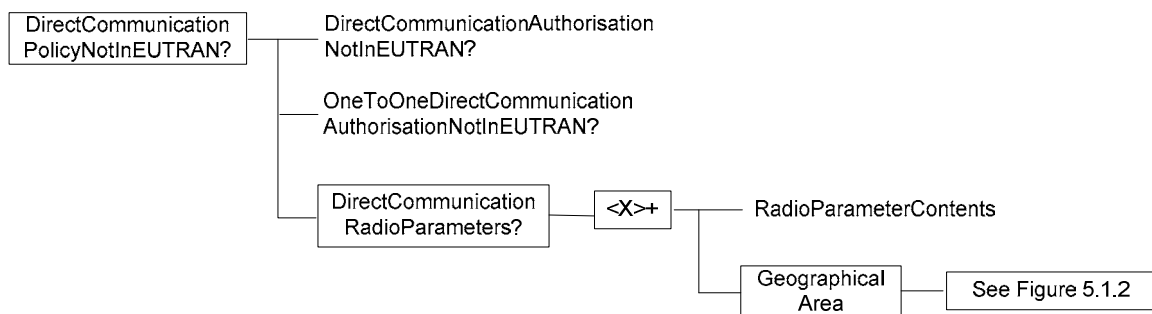 DirectCommunication
PolicyNotInEUTRAN?
DirectCommunicationAuthorisation
NotInEUTRAN?
OneToOneDirectCommunication
AuthorisationNotInEUTRAN?
DirectCommunication
RadioParameters?
<X>+
RadioParameterContents
Geographical
Area
See Figure 5.1.2